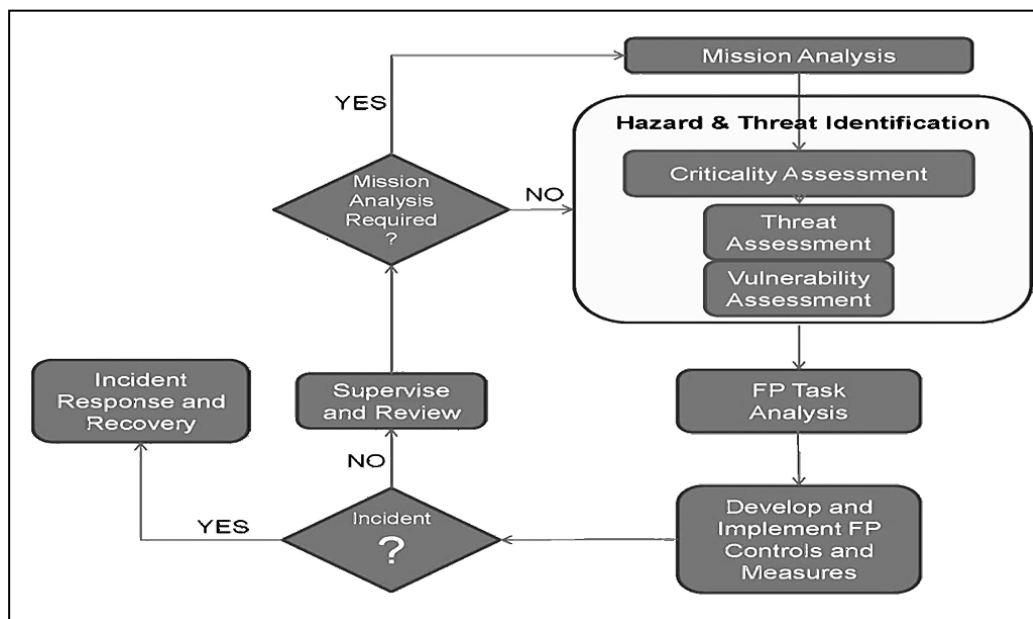 Mission Analysis
YES
Hazard & Threat Identification
Mission
Analysis
Required
?
NO
Criticality Assessment
Threat
Assessment
Vulnerability
Assessment
Incident
Response and
Recovery
Supervise
and Review
FP Task
Analysis
NO
YES
Incident
?
Develop and
Implement FP
Controls and
Measures